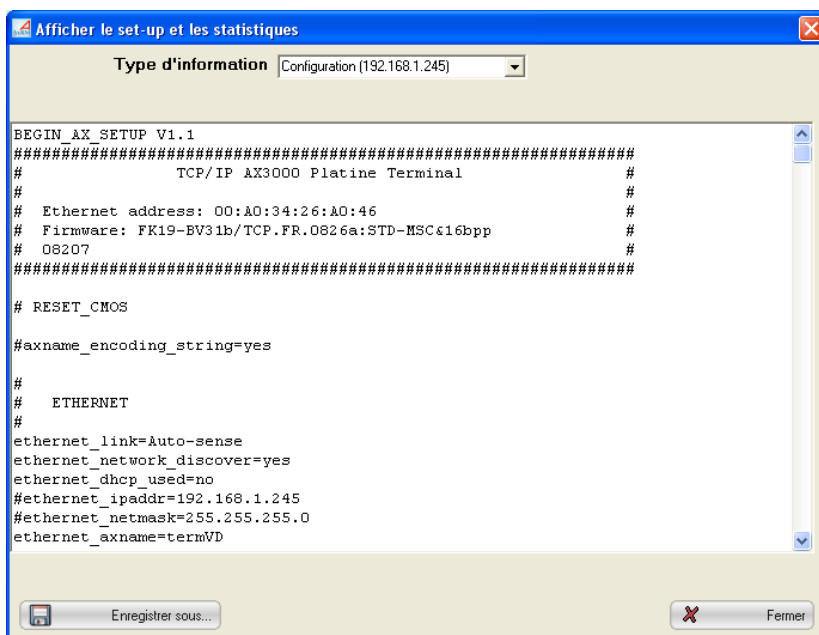 Afficher le set-up et les statistiques
Type d'information Configuration (192.168.1.245)
BEGIN_AX_SETUP V1.1
#################################################################
# TCP/IP AX3000 Platine Terminal #
# #
# Ethernet address: 00:A0:34:26:A0:46 #
# Firmware: FK19-BV31b/TCP.FR.0826a:STD-MSC&16bpp #
# 08207 #
#################################################################
# RESET_CMOS
#axname_encoding_string=yes
#
# ETHERNET
#
ethernet_link=Auto-sense
ethernet_network_discover=yes
ethernet_dhcp_used=no
#ethernet_ipaddr=192.168.1.245
#ethernet_netmask=255.255.255.0
ethernet_axname=termVD
Enregistrer sous... Fermer